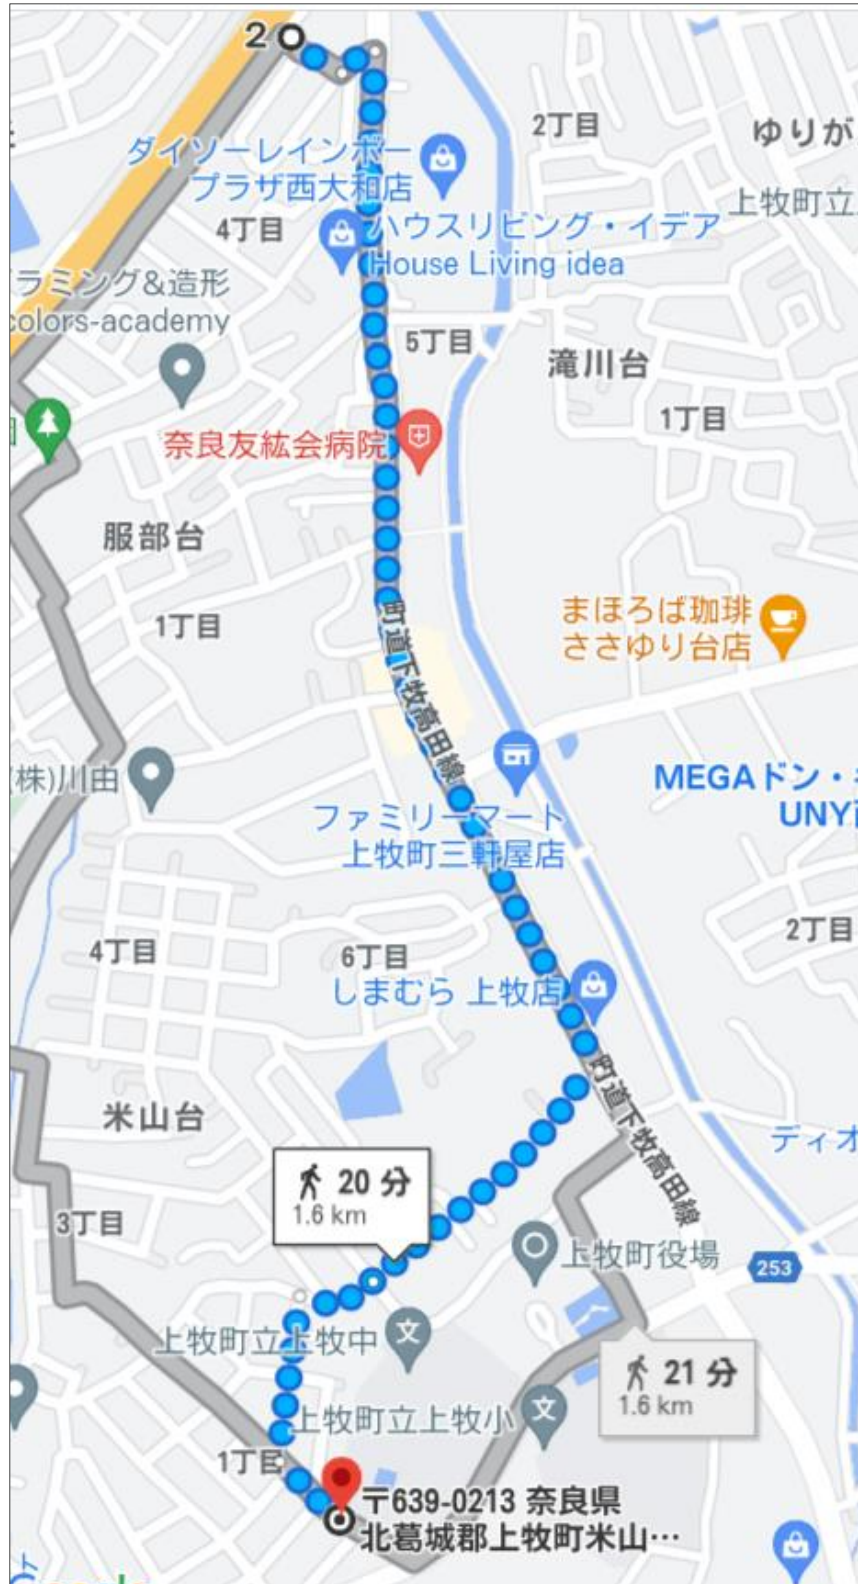 2
2丁目
ゆりが
ダイソーレインボー
プラザ西大和店
上牧町立
4丁目
ハウスリビング・イデア
House Living idea
ラミング&造形
colors-academy
5丁目
滝川台
1丁目
奈良友紘会病院
服部台
まほろば珈琲
ささゆり台店
1丁目
町道下牧高田線
(株)川由
MEGAドン・
UNY
ファミリーマート
上牧町三軒屋店
2丁目
4丁目
6丁目
しまむら 上牧店
町道下牧高田線
米山台
ディオ
20 分
1.6 km
3丁目
上牧町役場
253
上牧町立上牧中
21 分
1.6 km
上牧町立上牧小
1丁目
〒639-0213 奈良県
北葛城郡上牧町米山…